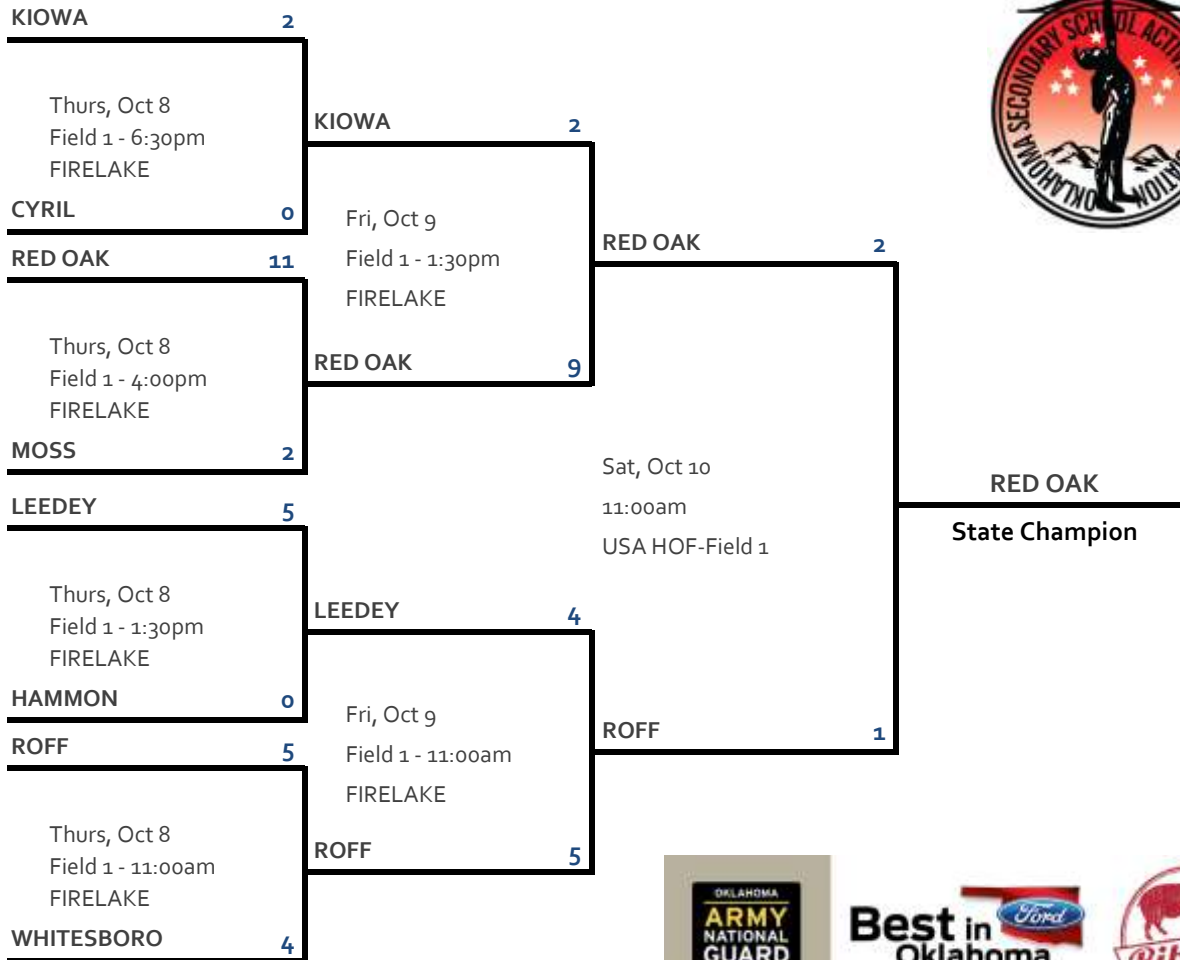 KIOWA 2
Thurs, Oct 8
Field 1 - 6:30pm
FIRELAKE
CYRIL 0
RED OAK 11
Thurs, Oct 8
Field 1 - 4:00pm
FIRELAKE
MOSS 2
LEEDEY 5
Thurs, Oct 8
Field 1 - 1:30pm
FIRELAKE
HAMMON 0
ROFF 5
Thurs, Oct 8
Field 1 - 11:00am
FIRELAKE
WHITESBORO 4
KIOWA 2
Fri, Oct 9
Field 1 - 1:30pm
FIRELAKE
RED OAK 9
LEEDEY 4
Fri, Oct 9
Field 1 - 11:00am
FIRELAKE
ROFF 5
RED OAK 2
Sat, Oct 10
11:00am
USA HOF-Field 1
ROFF 1
RED OAK
State Champion
OKLAHOMA SECONDARY SCHOOL
OKLAHOMA
ARMY
NATIONAL
GUARD
Best in
Ford
Oklahoma